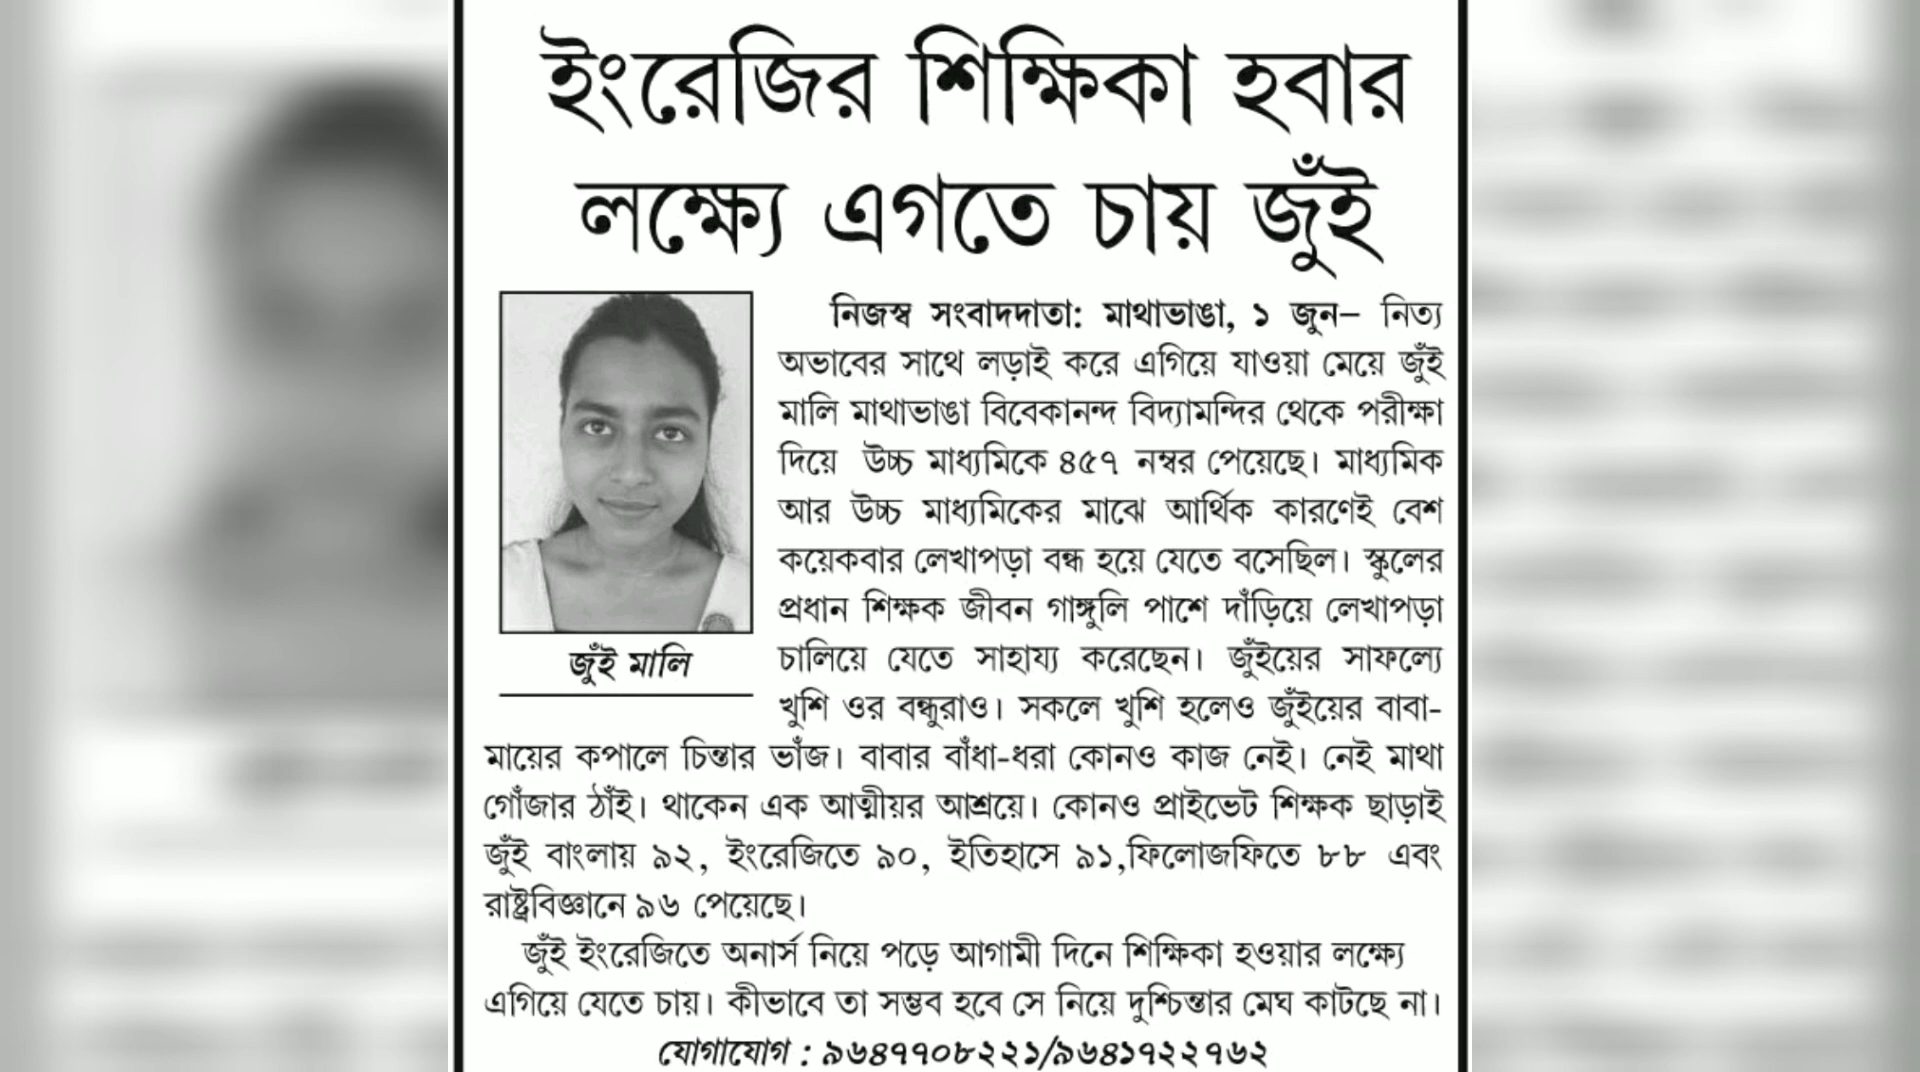 ইংরেজির শিক্ষিকা হবার
লক্ষ্যে এগতে চায় জুঁই
নিজস্ব সংবাদদাতা: মাথাভাঙা, ১ জুন– নিত্য
অভাবের সাথে লড়াই করে এগিয়ে যাওয়া মেয়ে জুঁই
মালি মাথাভাঙা বিবেকানন্দ বিদ্যামন্দির থেকে পরীক্ষা
দিয়ে উচ্চ মাধ্যমিকে ৪৫৭ নম্বর পেয়েছে। মাধ্যমিক
আর উচ্চ মাধ্যমিকের মাঝে আর্থিক কারণেই বেশ
কয়েকবার লেখাপড়া বন্ধ হয়ে যেতে বসেছিল। স্কুলের
প্রধান শিক্ষক জীবন গাঙ্গুলি পাশে দাঁড়িয়ে লেখাপড়া
চালিয়ে যেতে সাহায্য করেছেন। জুঁইয়ের সাফল্যে
খুশি ওর বন্ধুরাও। সকলে খুশি হলেও জুঁইয়ের বাবা-
জুঁই মালি
মায়ের কপালে চিন্তার ভাঁজ। বাবার বাঁধা-ধরা কোনও কাজ নেই। নেই মাথা
গোঁজার ঠাঁই। থাকেন এক আত্মীয়র আশ্রয়ে। কোনও প্রাইভেট শিক্ষক ছাড়াই
জুঁই বাংলায় ৯২, ইংরেজিতে ৯০, ইতিহাসে ৯১,ফিলোজফিতে ৮৮ এবং
রাষ্ট্রবিজ্ঞানে ৯৬ পেয়েছে।
জুঁই ইংরেজিতে অনার্স নিয়ে পড়ে আগামী দিনে শিক্ষিকা হওয়ার লক্ষ্যে
এগিয়ে যেতে চায়। কীভাবে তা সম্ভব হবে সে নিয়ে দুশ্চিন্তার মেঘ কাটছে না।
যোগাযোগ : ৯৬৪৭৭০৮২২১/৯৬৪১৭২২৭৬২